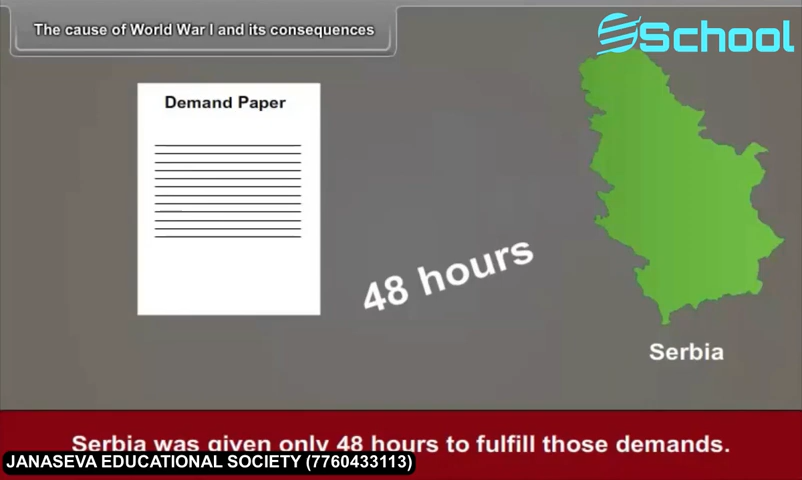 The cause of World War I and its consequences
School
Demand Paper
48 hours
Serbia
Serbia was given only 48 hours to fulfill those demands.
JANASEVA EDUCATIONAL SOCIETY (7760433113)